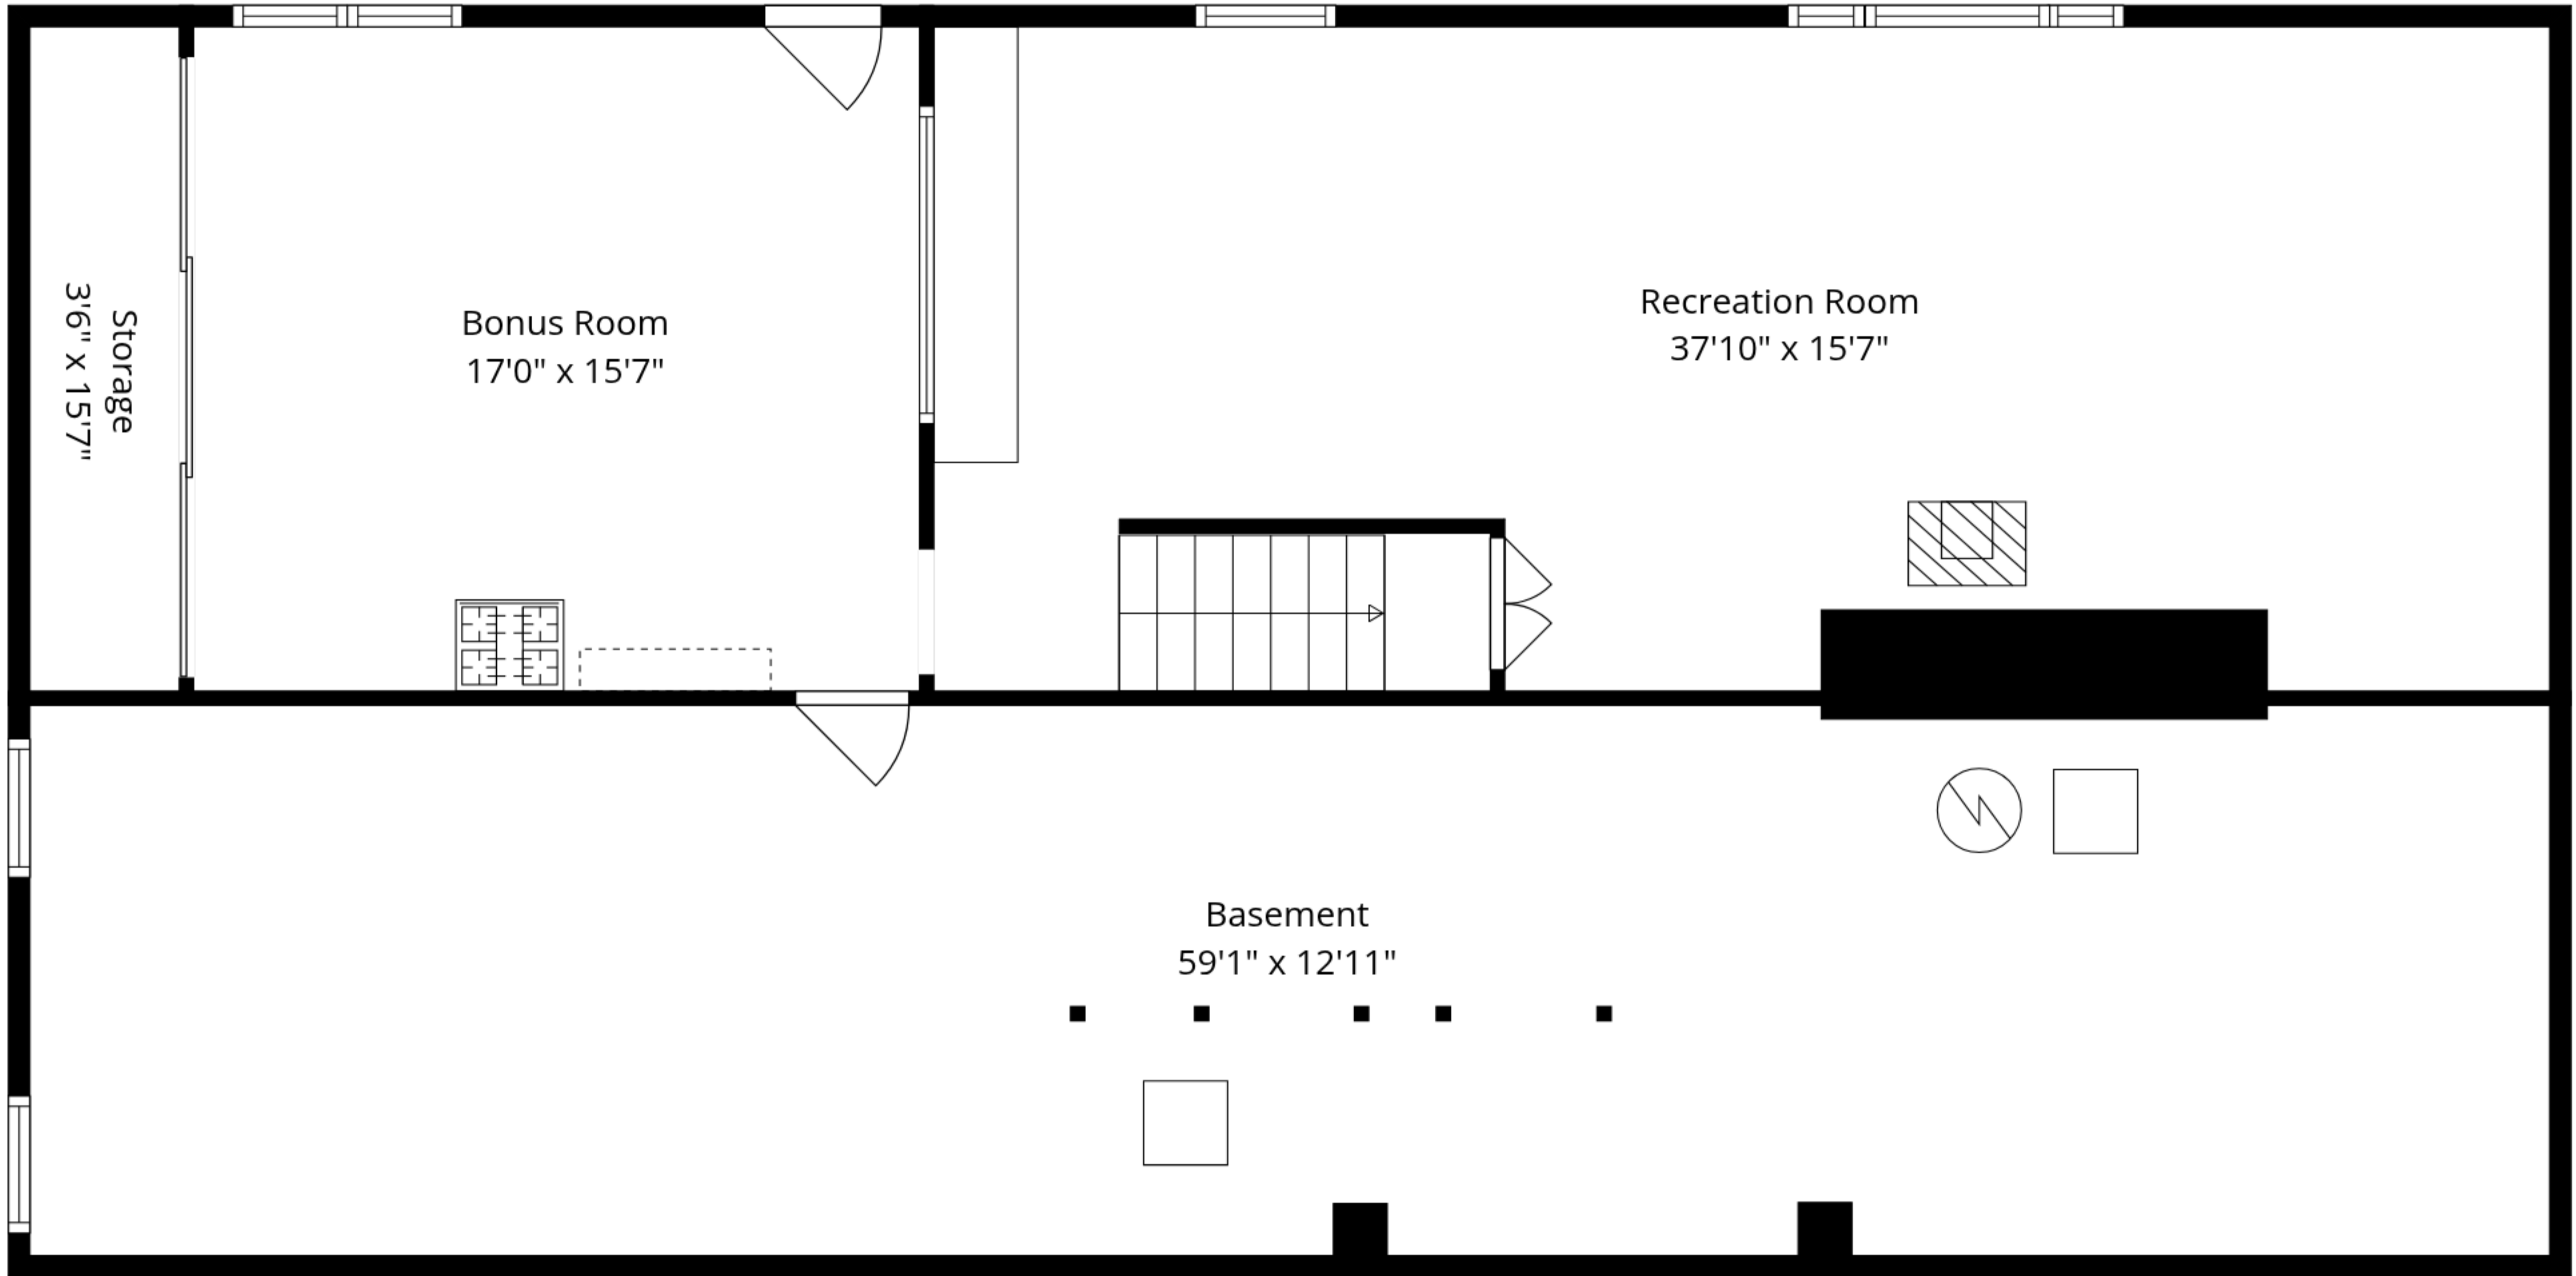 Storage
3'6" x 15'7"
Bonus Room
17'0" x 15'7"
Recreation Room
37'10" x 15'7"
Basement
59'1" x 12'11"